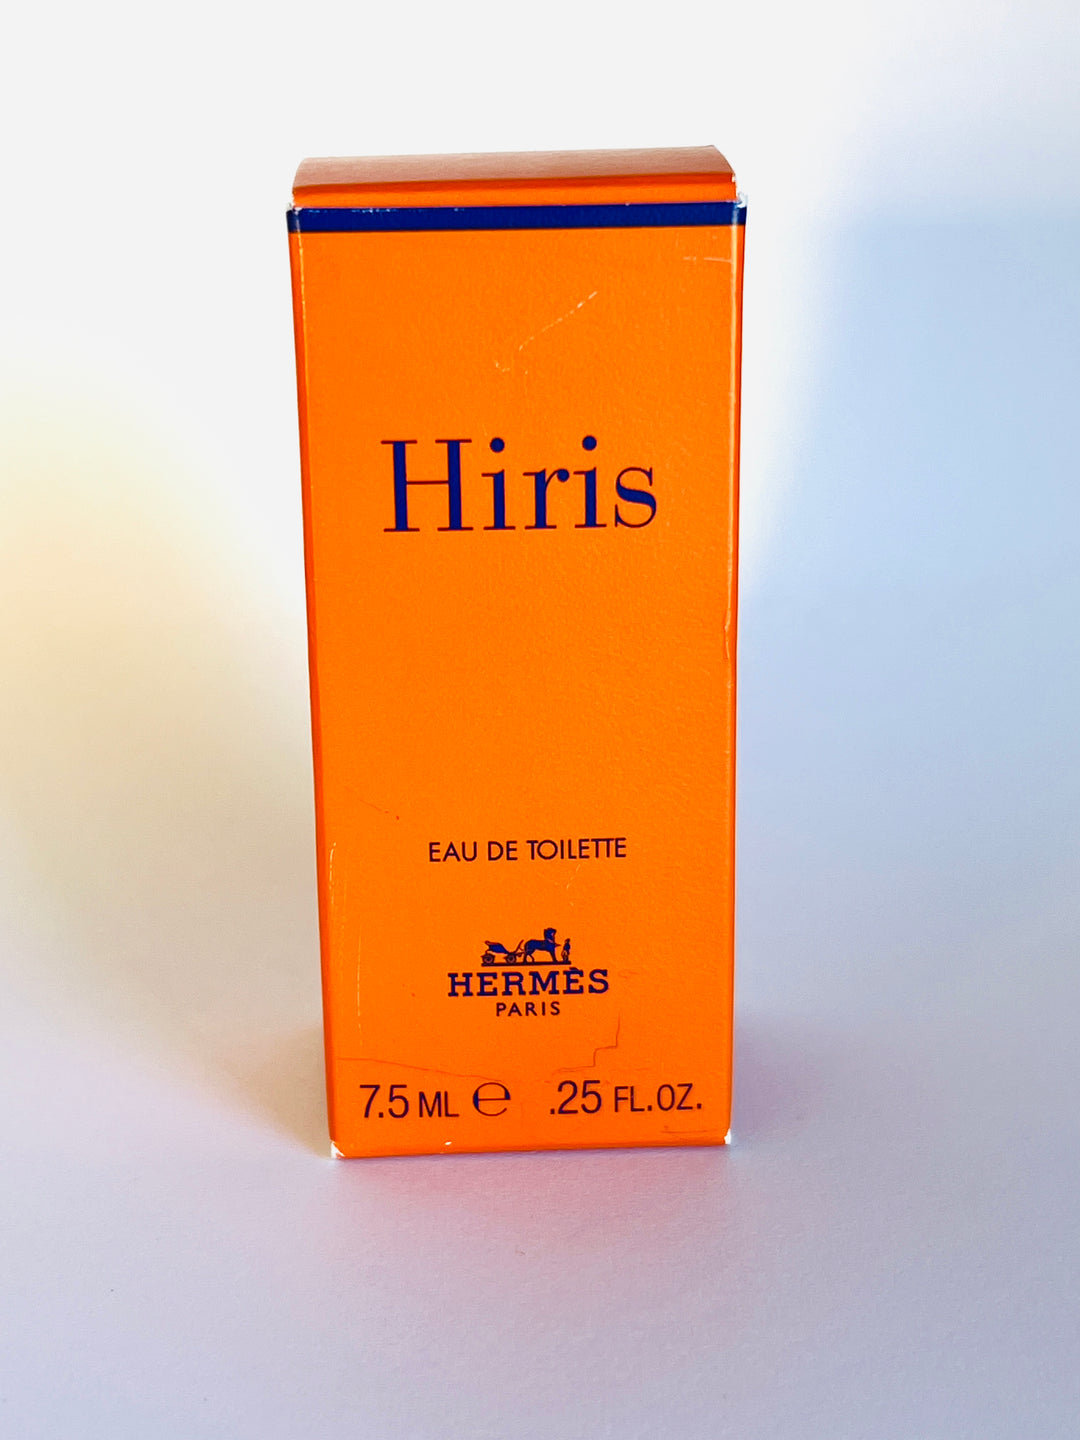 Hiris
EAU DE TOILETTE
HERMÈS
PARIS
7.5 ML ℮ .25 FL.OZ.